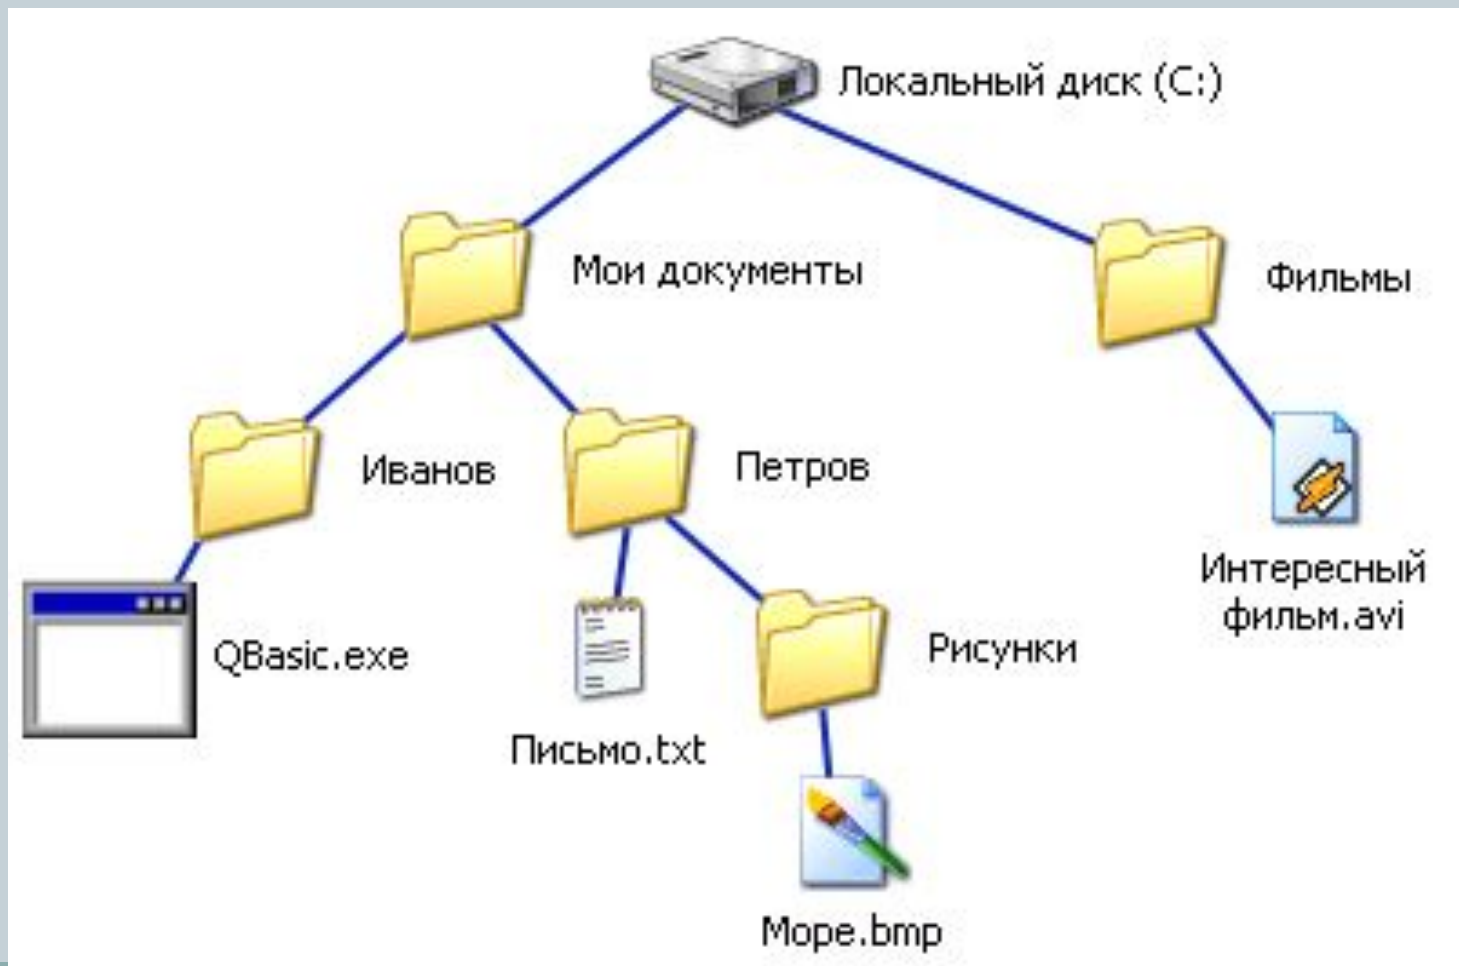 Локальный диск (C:)
Мои документы
Фильмы
Иванов
Петров
Интересный
фильм.avi
QBasic.exe
Рисунки
Письмо.txt
Море.bmp